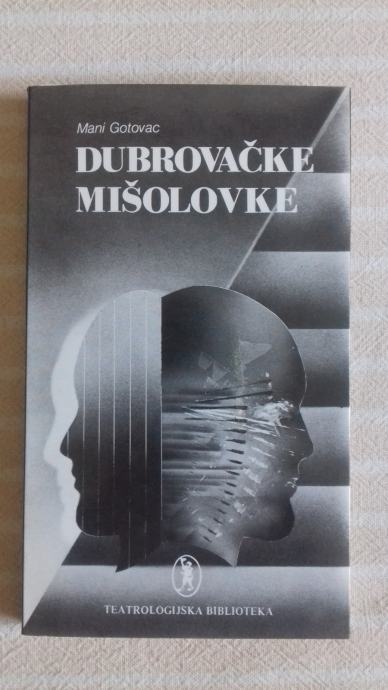 Mani Gotovac
DUBROVAČKE
MIŠOLOVKE
TEATROLOGIJSKA BIBLIOTEKA